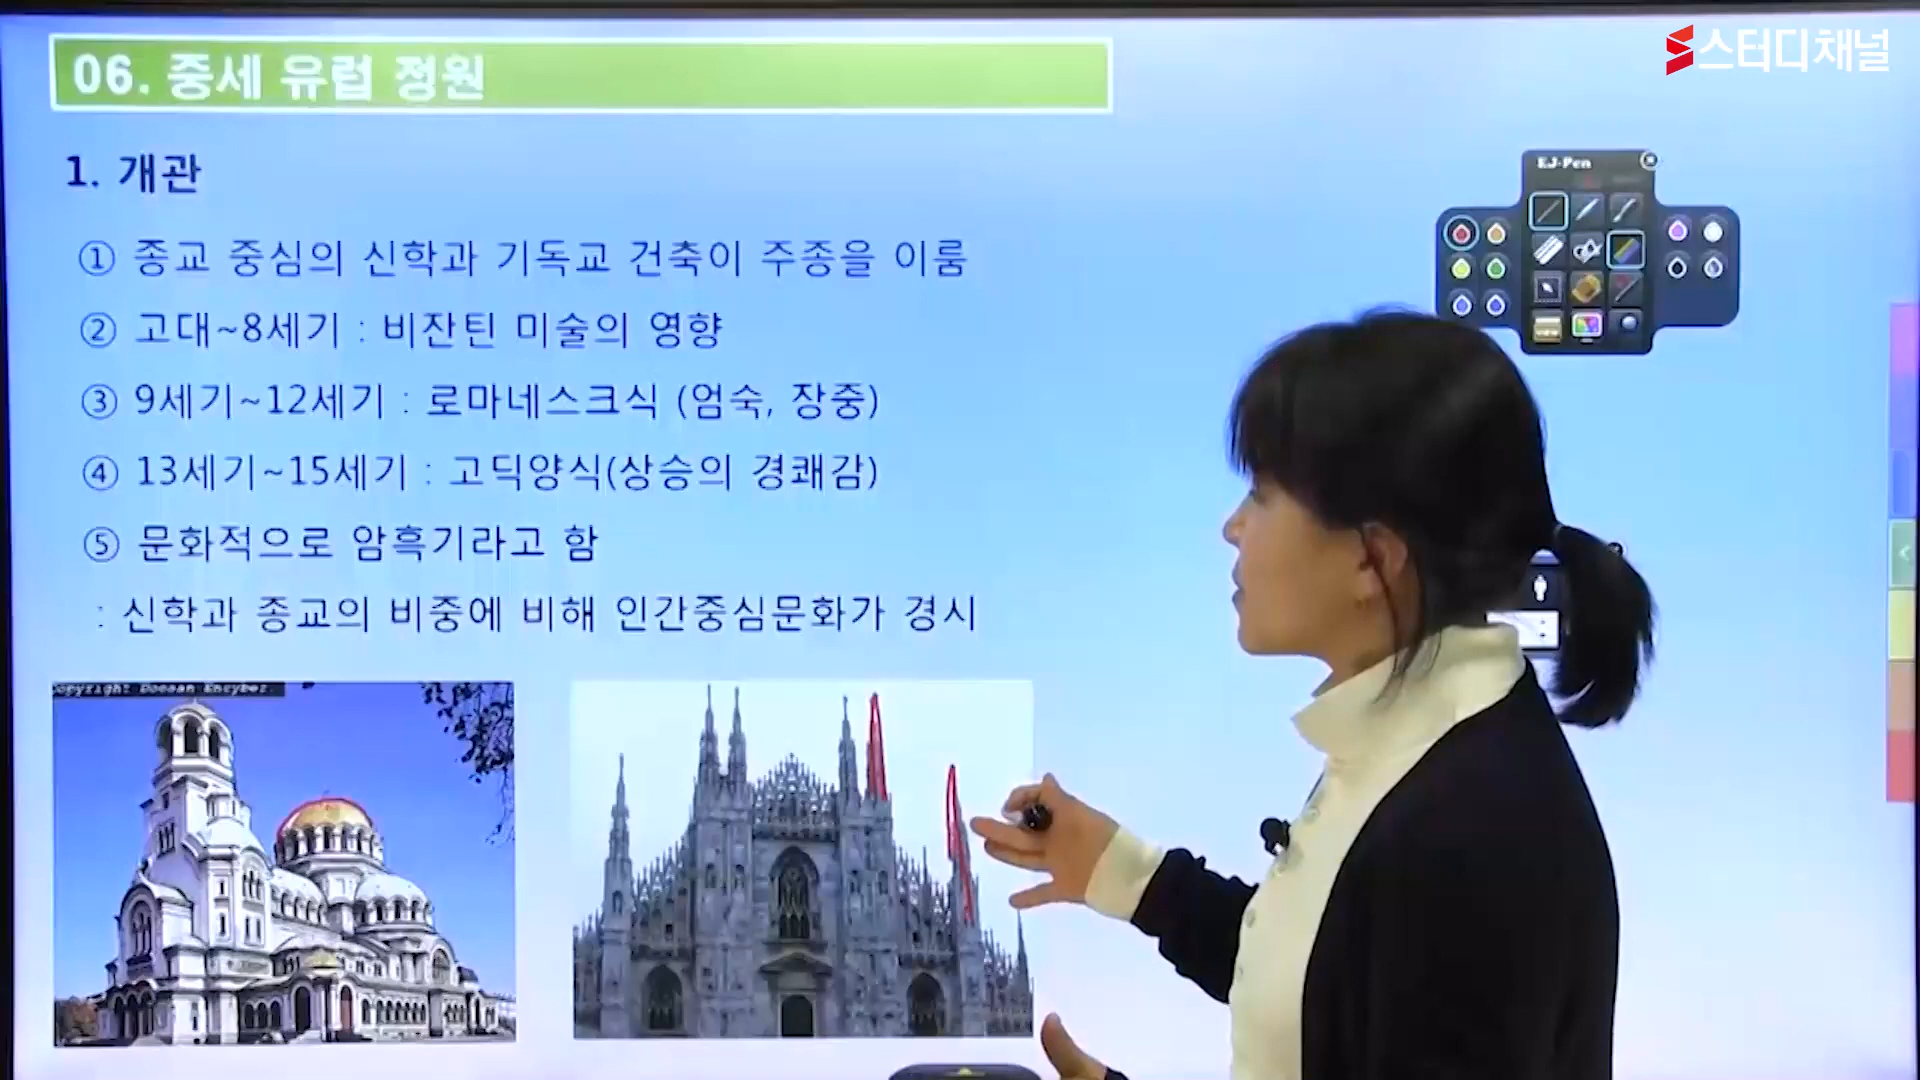 스터디채널
06. 중세 유럽 정원
EJ-Pen
1. 개관
① 종교 중심의 신학과 기독교 건축이 주종을 이룸
② 고대~8세기 : 비잔틴 미술의 영향
③ 9세기~12세기 : 로마네스크식 (엄숙, 장중)
④ 13세기~15세기 : 고딕양식(상승의 경쾌감)
⑤ 문화적으로 암흑기라고 함
: 신학과 종교의 비중에 비해 인간중심문화가 경시
Copyright Doosan Encyber.